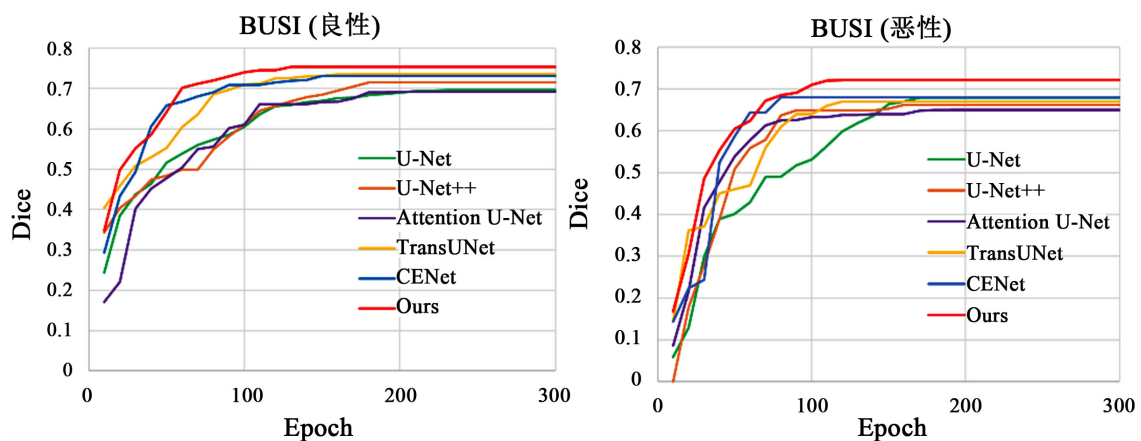 BUSI (良性)
0.8
0.7
0.6
0.5
0.4
0.3
0.2
0.1
0
Dice
U-Net
U-Net++
Attention U-Net
TransUNet
CENet
Ours
0 100 200 300
Epoch
BUSI (恶性)
0.8
0.7
0.6
0.5
0.4
0.3
0.2
0.1
0
Dice
U-Net
U-Net++
Attention U-Net
TransUNet
CENet
Ours
0 100 200 300
Epoch